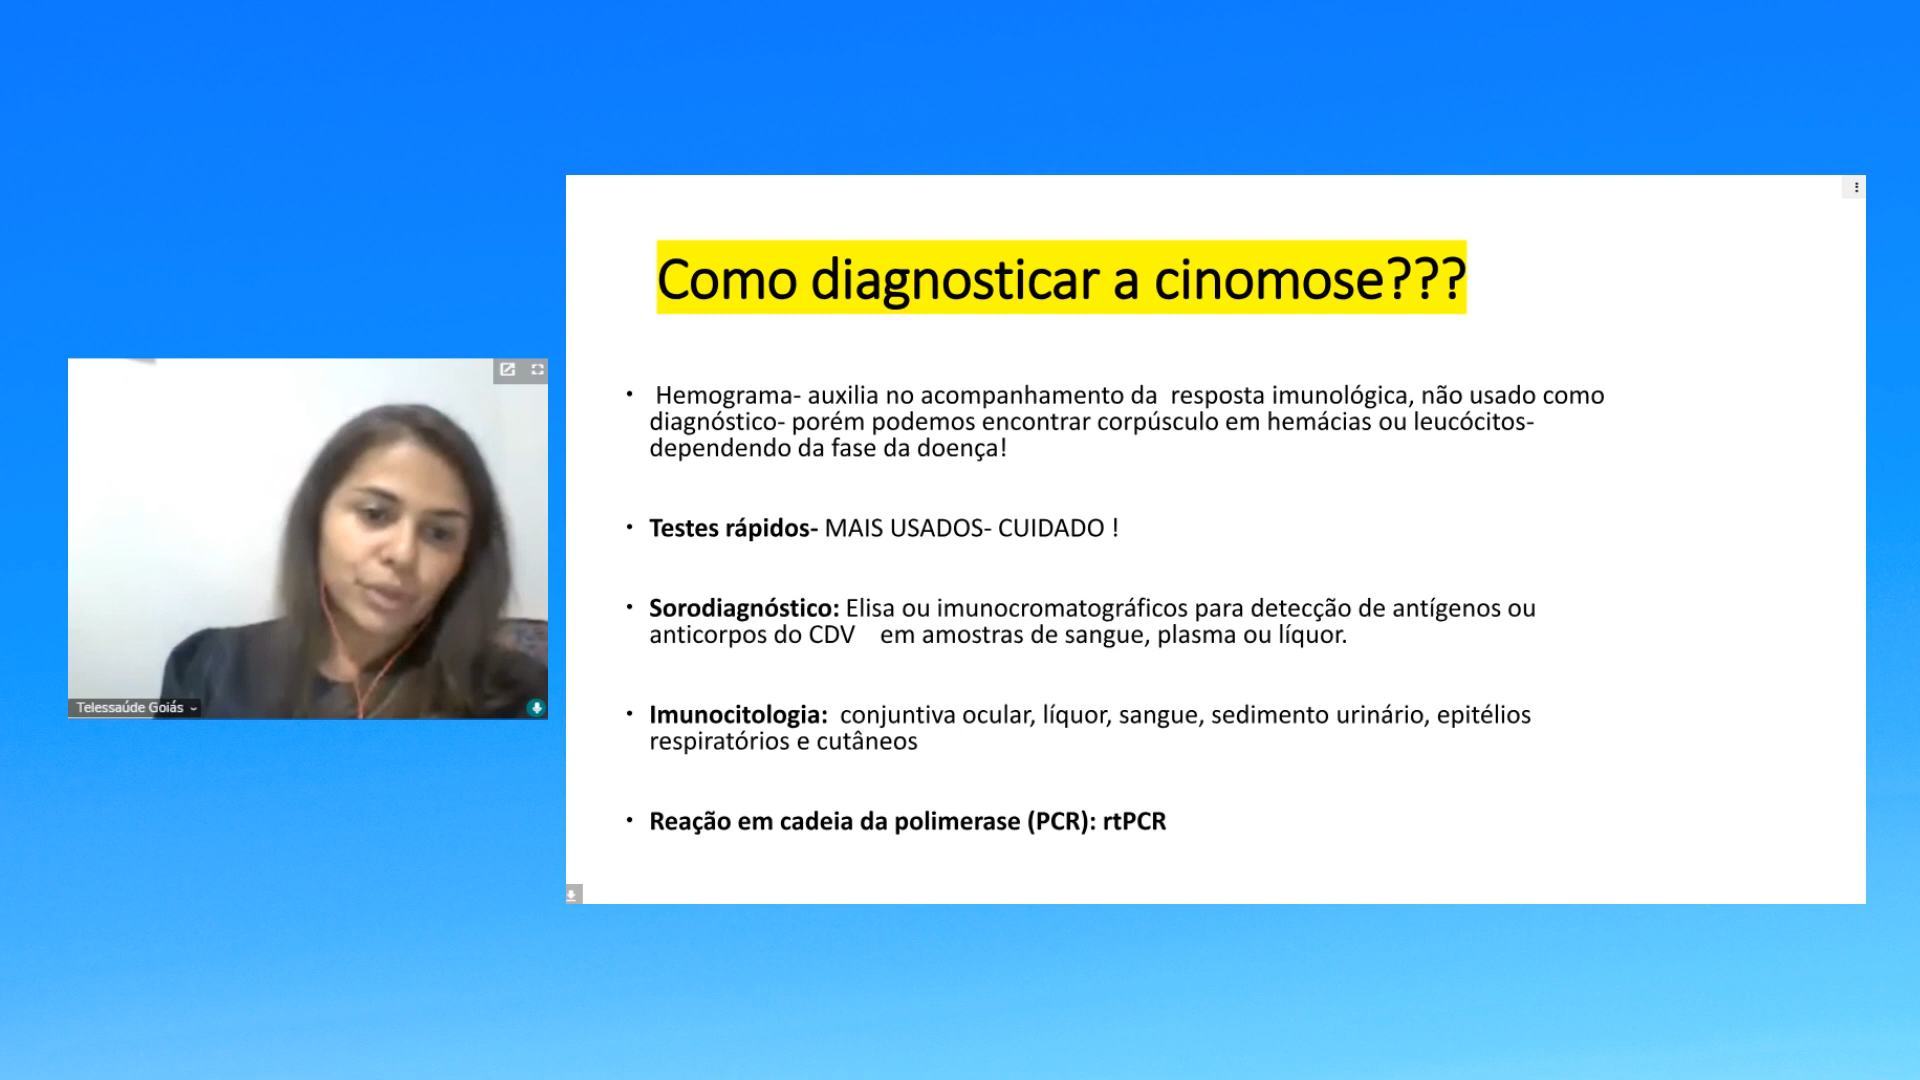 Como diagnosticar a cinomose???
• Hemograma- auxilia no acompanhamento da resposta imunológica, não usado como
diagnóstico- porém podemos encontrar corpúsculo em hemácias ou leucócitos-
dependendo da fase da doença!
• Testes rápidos- MAIS USADOS- CUIDADO !
• Sorodiagnóstico: Elisa ou imunocromatográficos para detecção de antígenos ou
anticorpos do CDV em amostras de sangue, plasma ou líquor.
• Imunocitologia: conjuntiva ocular, líquor, sangue, sedimento urinário, epitélios
respiratórios e cutâneos
• Reação em cadeia da polimerase (PCR): rtPCR
Telessaúde Goiás